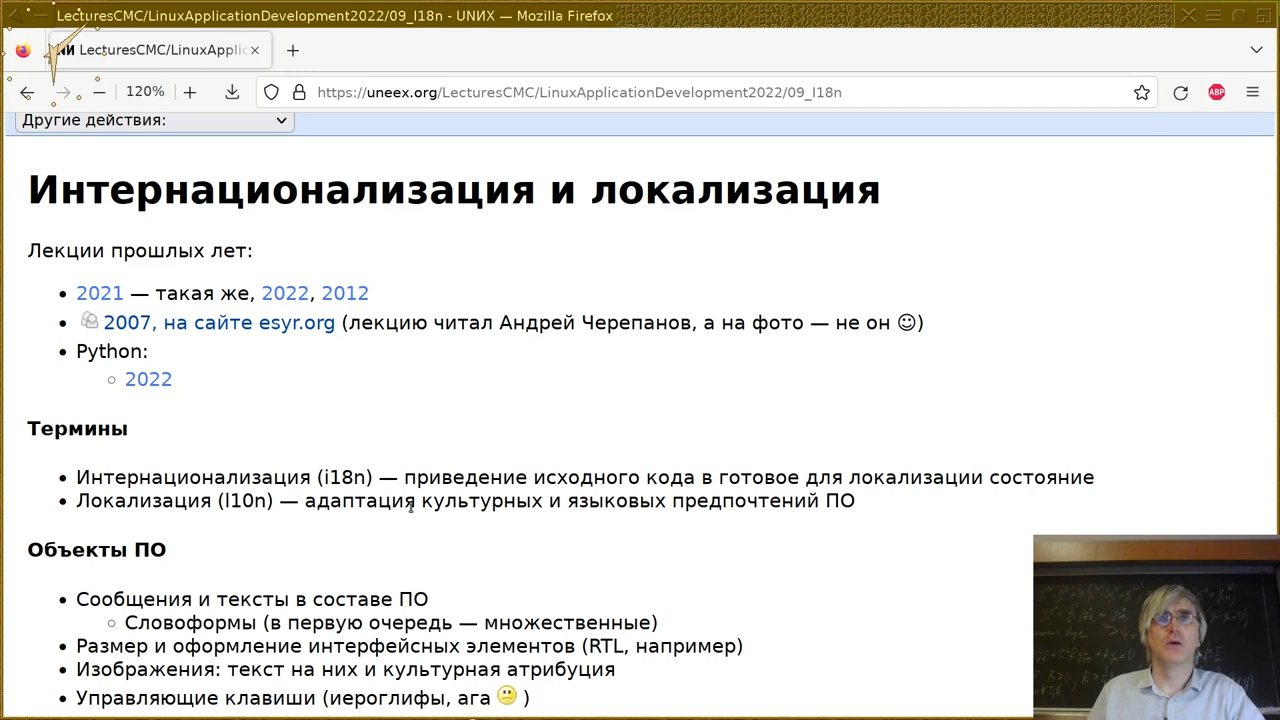 LecturesCMC/LinuxApplicationDevelopment2022/09_I18n - UNИX — Mozilla Firefox
LecturesCMC/LinuxApplic
120%
https://uneex.org/LecturesCMC/LinuxApplicationDevelopment2022/09_I18n
ABP
Другие действия:
Интернационализация и локализация
Лекции прошлых лет:
• 2021 — такая же, 2022, 2012
• 2007, на сайте esyr.org (лекцию читал Андрей Черепанов, а на фото — не он ☺)
• Python:
○ 2022
Термины
• Интернационализация (i18n) — приведение исходного кода в готовое для локализации состояние
• Локализация (l10n) — адаптация культурных и языковых предпочтений ПО
Объекты ПО
• Сообщения и тексты в составе ПО
○ Словоформы (в первую очередь — множественные)
• Размер и оформление интерфейсных элементов (RTL, например)
• Изображения: текст на них и культурная атрибуция
• Управляющие клавиши (иероглифы, ага 🙁 )